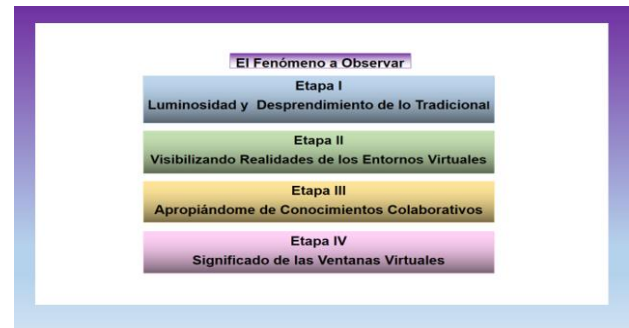 El Fenómeno a Observar
Etapa I
Luminosidad y Desprendimiento de lo Tradicional
Etapa II
Visibilizando Realidades de los Entornos Virtuales
Etapa III
Apropiándome de Conocimientos Colaborativos
Etapa IV
Significado de las Ventanas Virtuales